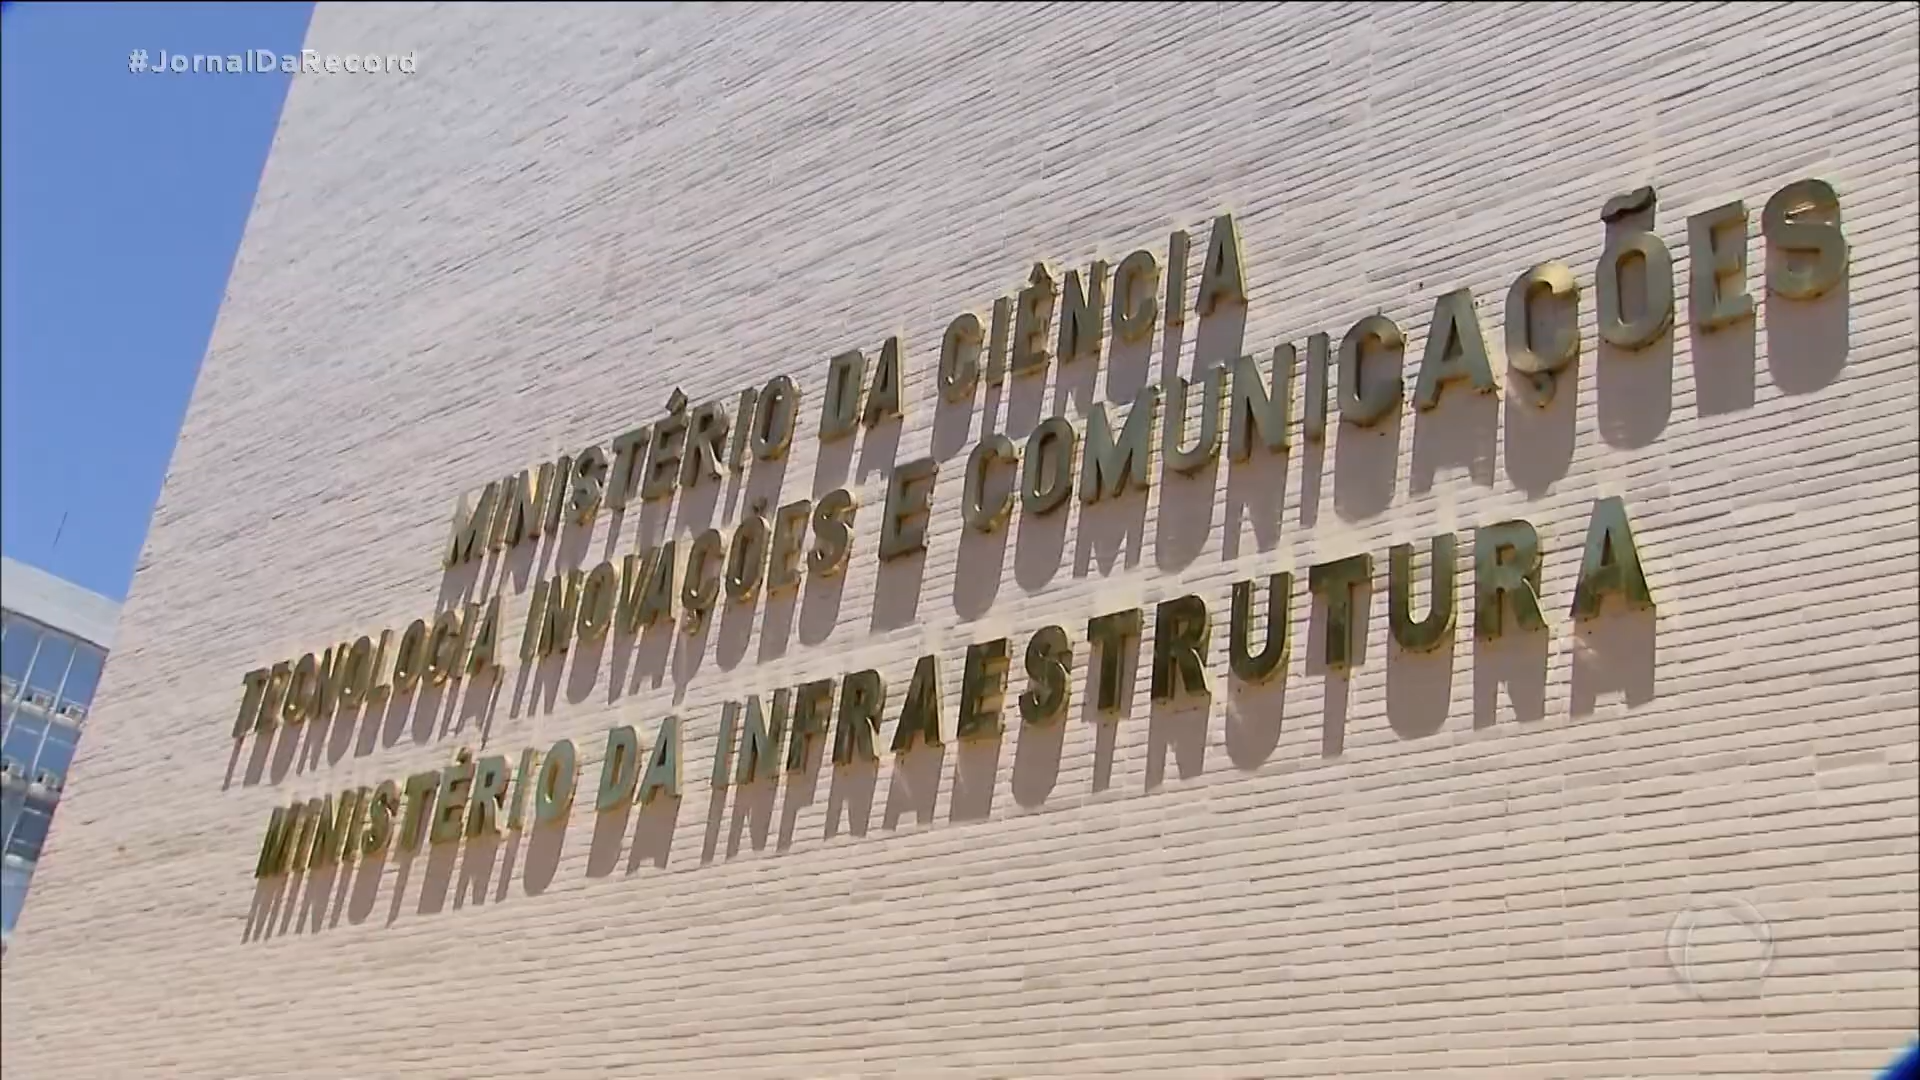 #JornalDaRecord
MINISTÉRIO DA CIÊNCIA
TECNOLOGIA, INOVAÇÕES E COMUNICAÇÕES
MINISTÉRIO DA INFRAESTRUTURA